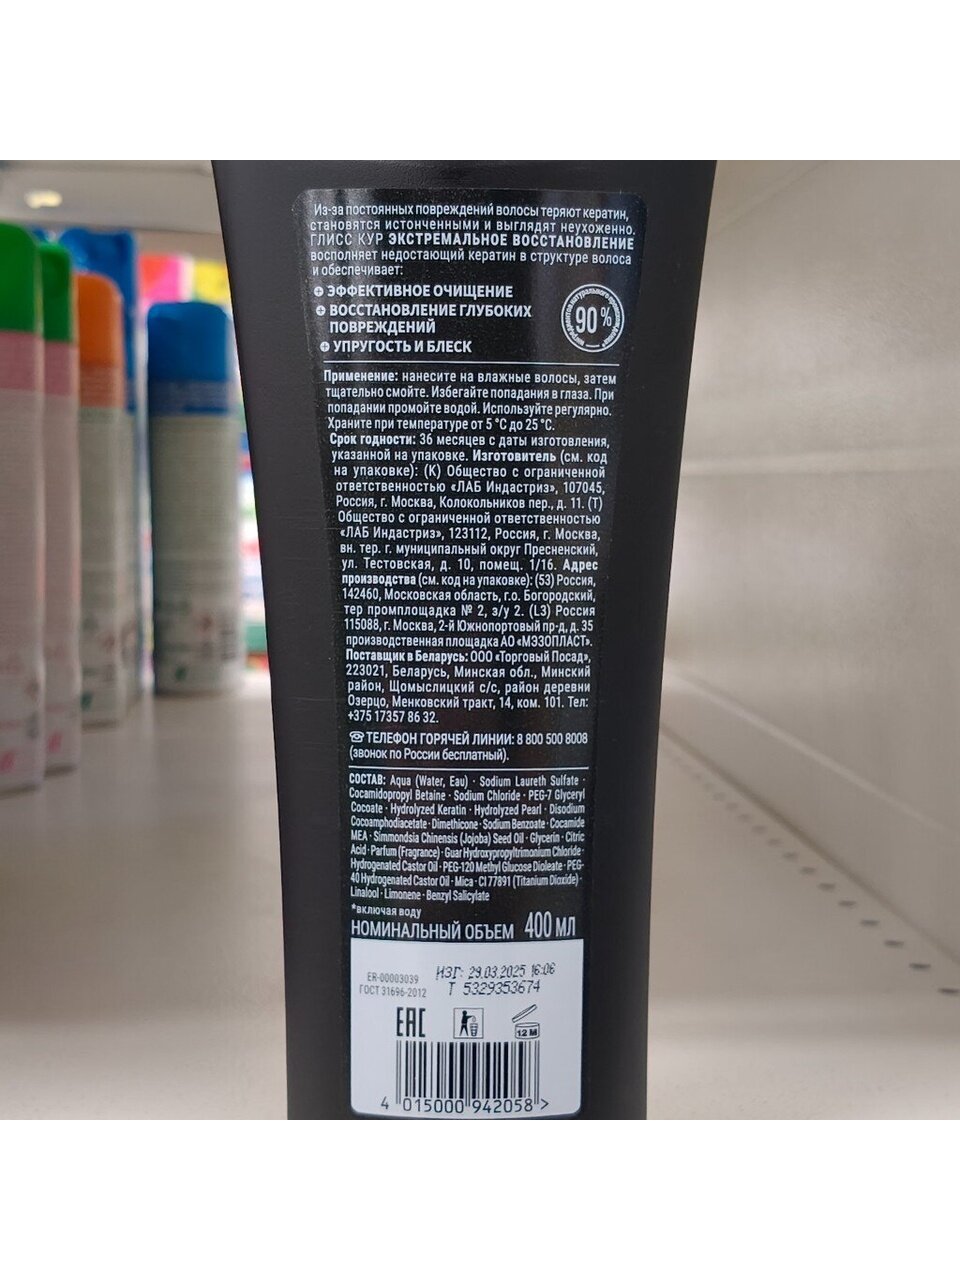 Из-за постоянных повреждений волосы теряют кератин,
становятся истонченными и выглядят неухоженно.
ГЛИСС КУР ЭКСТРЕМАЛЬНОЕ ВОССТАНОВЛЕНИЕ
восполняет недостающий кератин в структуре волоса
и обеспечивает:
ЭФФЕКТИВНОЕ ОЧИЩЕНИЕ
ВОССТАНОВЛЕНИЕ ГЛУБОКИХ
ПОВРЕЖДЕНИЙ
УПРУГОСТЬ И БЛЕСК
90 %
ингредиентов натурального происхождения*
Применение: нанесите на влажные волосы, затем
тщательно смойте. Избегайте попадания в глаза. При
попадании промойте водой. Используйте регулярно.
Храните при температуре от 5 °C до 25 °C.
Срок годности: 36 месяцев с даты изготовления,
указанной на упаковке. Изготовитель (см. код
на упаковке): (K) Общество с ограниченной
ответственностью «ЛАБ Индастриз», 107045,
Россия, г. Москва, Колокольников пер., д. 11. (T)
Общество с ограниченной ответственностью
«ЛАБ Индастриз», 123112, Россия, г. Москва,
вн. тер. г. муниципальный округ Пресненский,
ул. Тестовская, д. 10, помещ. 1/16. Адрес
производства (см. код на упаковке): (53) Россия,
142460, Московская область, г.о. Богородский,
тер промплощадка № 2, з/у 2. (L3) Россия
115088, г. Москва, 2-й Южнопортовый пр-д, д. 35
производственная площадка АО «МЭЗОПЛАСТ».
Поставщик в Беларусь: ООО «Торговый Посад»,
223021, Беларусь, Минская обл., Минский
район, Щомыслицкий с/с, район деревни
Озерцо, Менковский тракт, 14, ком. 101. Тел:
+375 17357 86 32.
☎ ТЕЛЕФОН ГОРЯЧЕЙ ЛИНИИ: 8 800 500 8008
(звонок по России бесплатный).
СОСТАВ: Aqua (Water, Eau) · Sodium Laureth Sulfate ·
Cocamidopropyl Betaine · Sodium Chloride · PEG-7 Glyceryl
Cocoate · Hydrolyzed Keratin · Hydrolyzed Pearl · Disodium
Cocoamphodiacetate · Dimethicone · Sodium Benzoate · Cocamide
MEA · Simmondsia Chinensis (Jojoba) Seed Oil · Glycerin · Citric
Acid · Parfum (Fragrance) · Guar Hydroxypropyltrimonium Chloride ·
Hydrogenated Castor Oil · PEG-120 Methyl Glucose Dioleate · PEG-
40 Hydrogenated Castor Oil · Mica · CI 77891 (Titanium Dioxide) ·
Linalool · Limonene · Benzyl Salicylate
*включая воду
НОМИНАЛЬНЫЙ ОБЪЕМ 400 МЛ
ER-00003039
ГОСТ 31696-2012
ИЗГ: 29.03.2025 16:06
T 5329353674
EAC
12 M
4 015000 942058 >